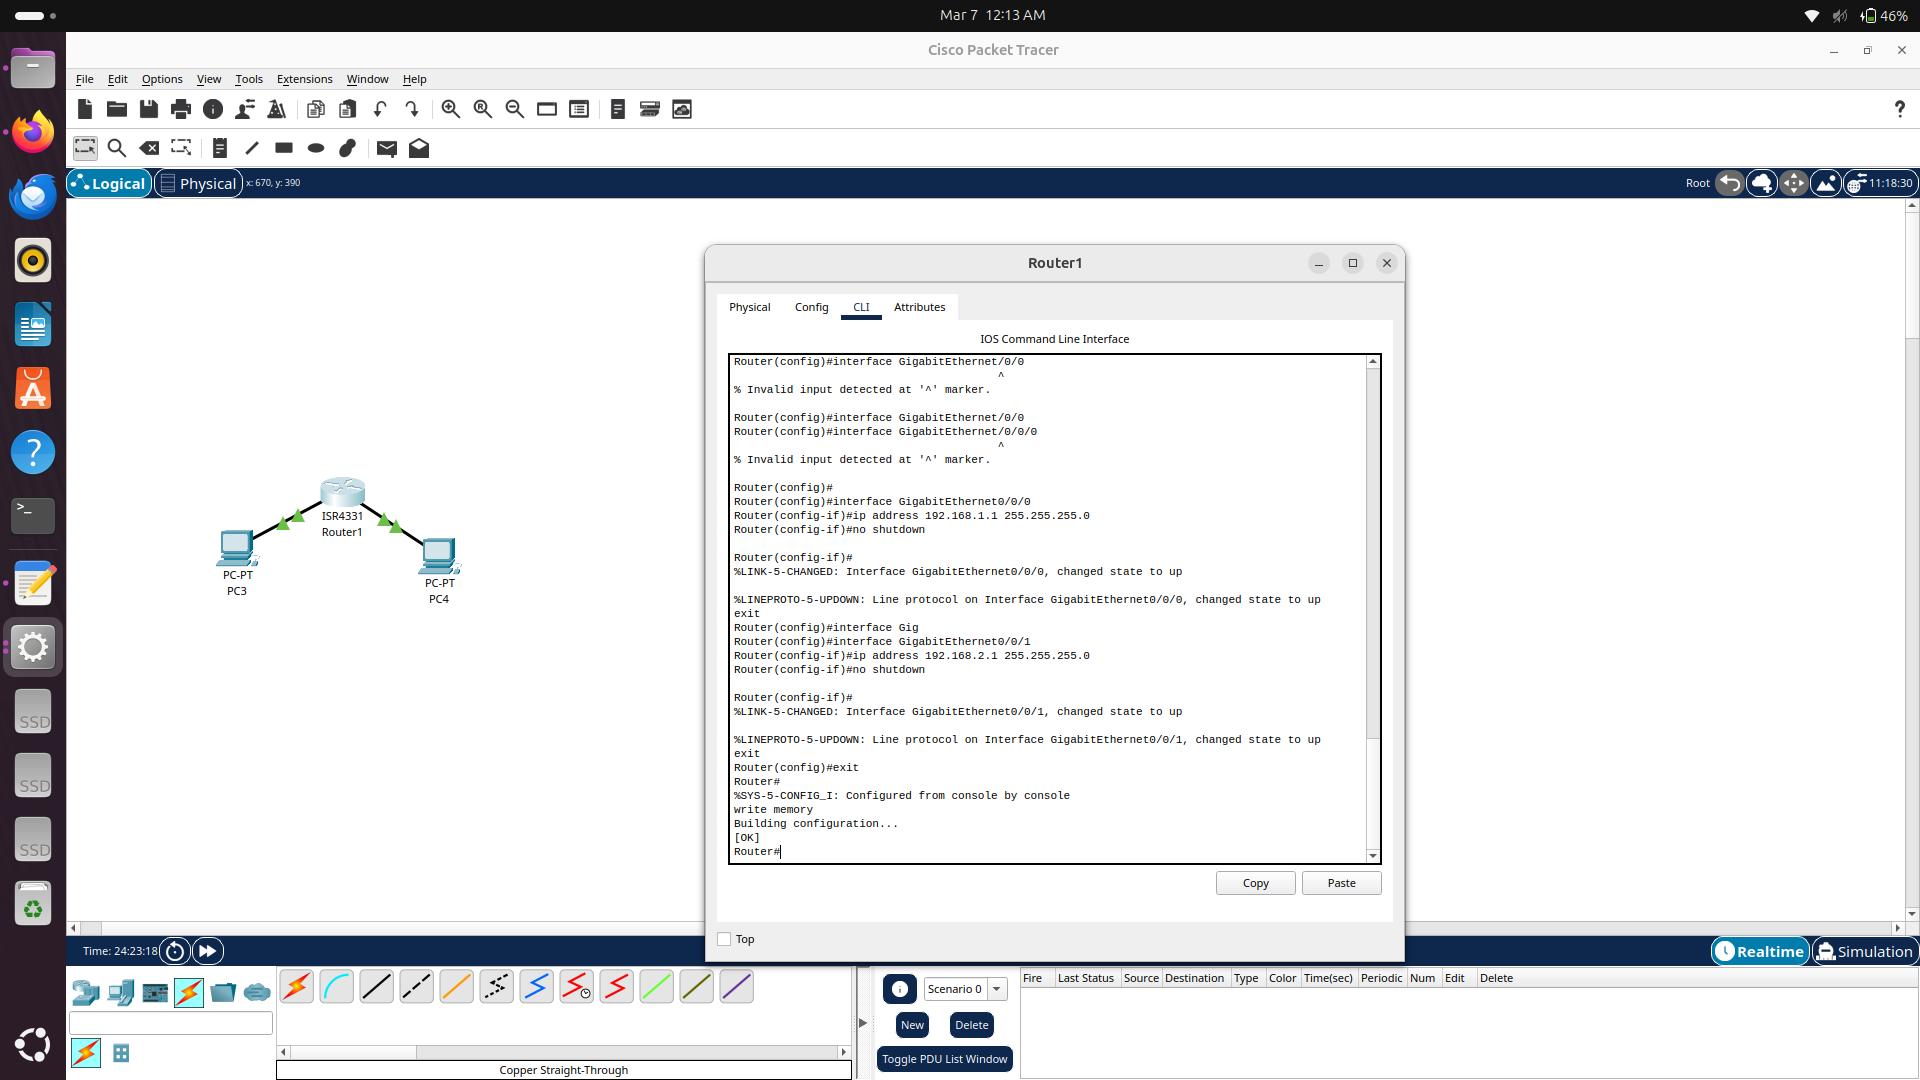 Mar 7 12:13 AM
46%
Cisco Packet Tracer
File Edit Options View Tools Extensions Window Help
Logical Physical x: 670, y: 390
Root 11:18:30
Router1
Physical Config CLI Attributes
IOS Command Line Interface
Router(config)#interface GigabitEthernet/0/0
^
% Invalid input detected at '^' marker.
Router(config)#interface GigabitEthernet/0/0
Router(config)#interface GigabitEthernet/0/0/0
^
% Invalid input detected at '^' marker.
Router(config)#
Router(config)#interface GigabitEthernet0/0/0
Router(config-if)#ip address 192.168.1.1 255.255.255.0
Router(config-if)#no shutdown
Router(config-if)#
%LINK-5-CHANGED: Interface GigabitEthernet0/0/0, changed state to up
%LINEPROTO-5-UPDOWN: Line protocol on Interface GigabitEthernet0/0/0, changed state to up
exit
Router(config)#interface Gig
Router(config)#interface GigabitEthernet0/0/1
Router(config-if)#ip address 192.168.2.1 255.255.255.0
Router(config-if)#no shutdown
Router(config-if)#
%LINK-5-CHANGED: Interface GigabitEthernet0/0/1, changed state to up
%LINEPROTO-5-UPDOWN: Line protocol on Interface GigabitEthernet0/0/1, changed state to up
exit
Router(config)#exit
Router#
%SYS-5-CONFIG_I: Configured from console by console
write memory
Building configuration...
[OK]
Router#
Copy Paste
Top
ISR4331
Router1
PC-PT
PC3
PC-PT
PC4
SSD
SSD
SSD
Time: 24:23:18
Realtime Simulation
Scenario 0
New Delete
Toggle PDU List Window
Fire Last Status Source Destination Type Color Time(sec) Periodic Num Edit Delete
Copper Straight-Through